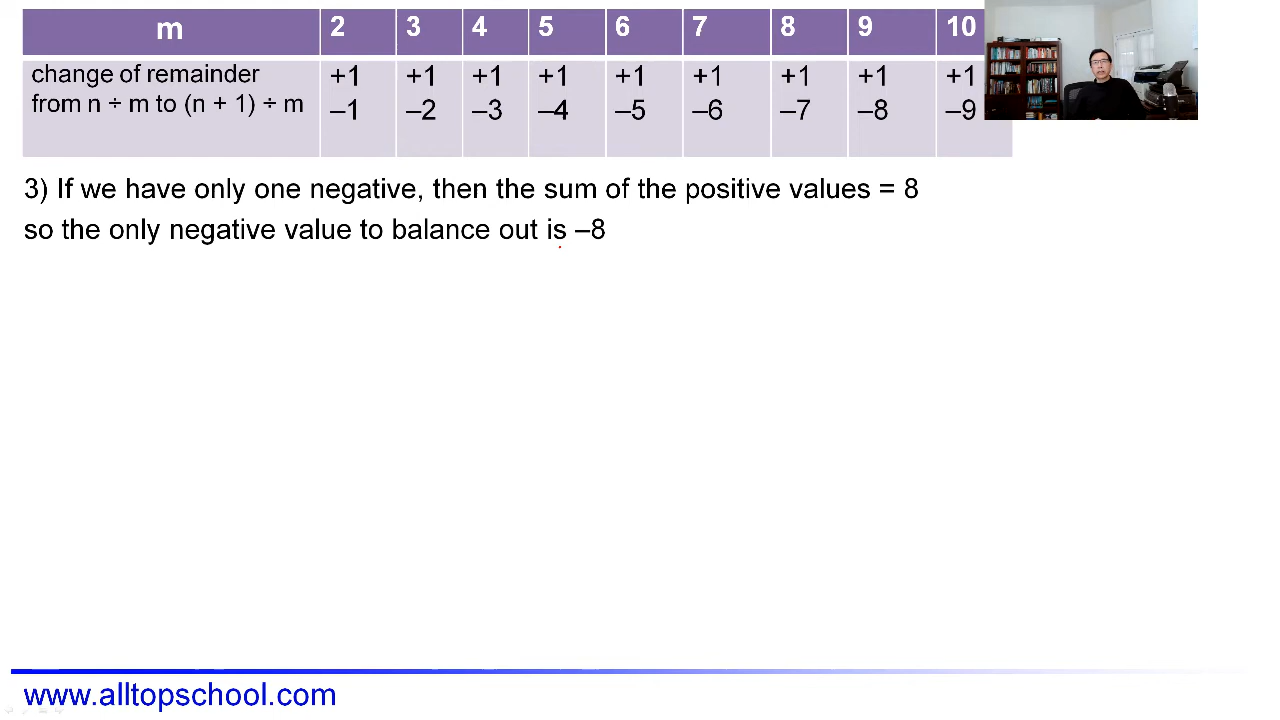 m 2 3 4 5 6 7 8 9 10
change of remainder +1 +1 +1 +1 +1 +1 +1 +1 +1
from n ÷ m to (n + 1) ÷ m –1 –2 –3 –4 –5 –6 –7 –8 –9
3) If we have only one negative, then the sum of the positive values = 8
so the only negative value to balance out is –8
www.alltopschool.com